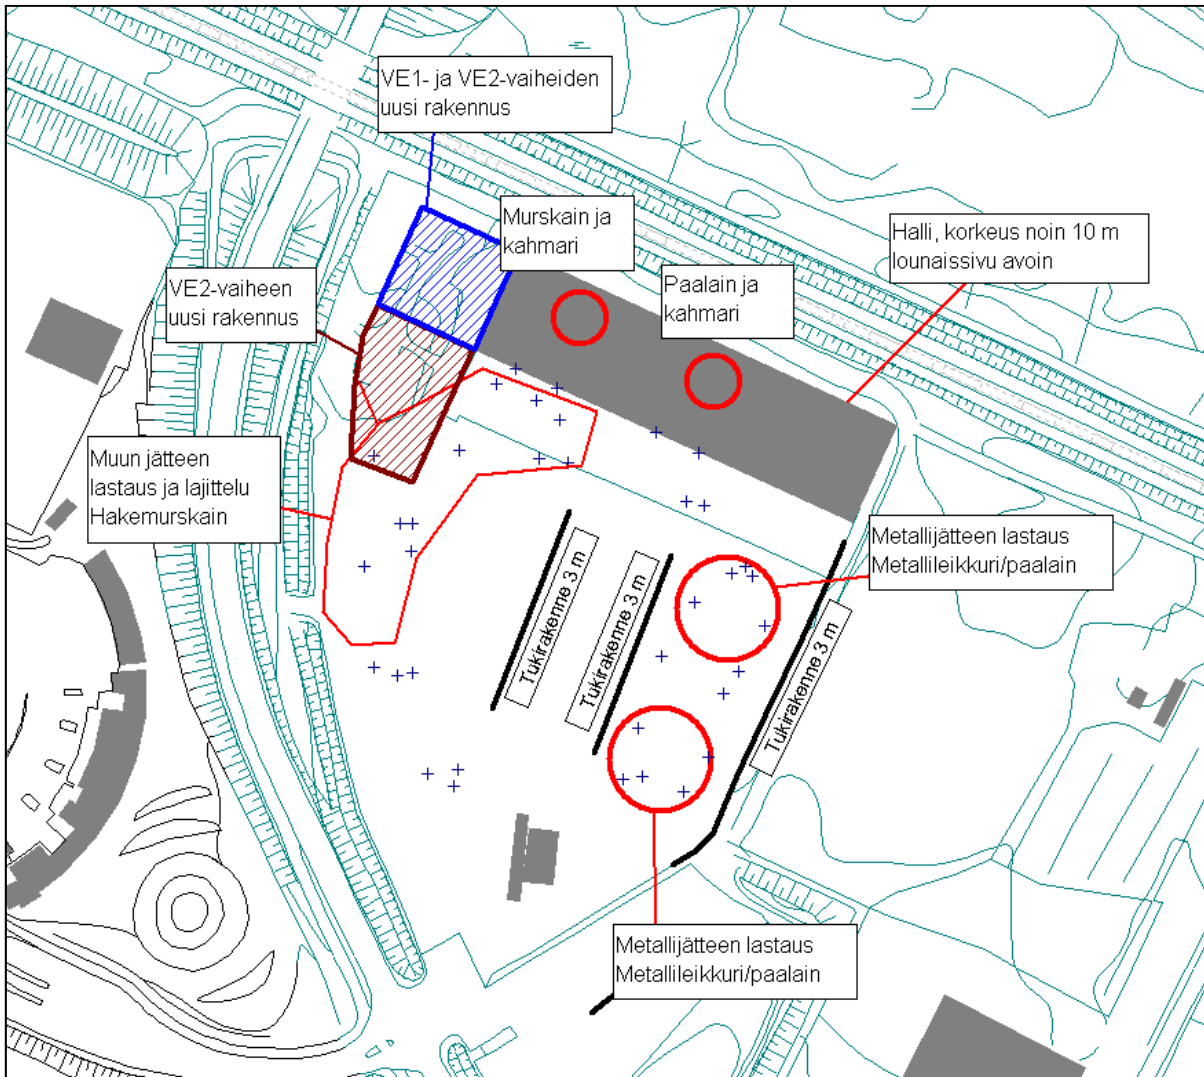 VE1- ja VE2-vaiheiden
uusi rakennus
Murskain ja
kahmari
Halli, korkeus noin 10 m
lounaissivu avoin
Paalain ja
kahmari
VE2-vaiheen
uusi rakennus
Muun jätteen
lastaus ja lajittelu
Hakemurskain
Metallijätteen lastaus
Metallileikkuri/paalain
Tukirakenne 3 m
Tukirakenne 3 m
Tukirakenne 3 m
Metallijätteen lastaus
Metallileikkuri/paalain